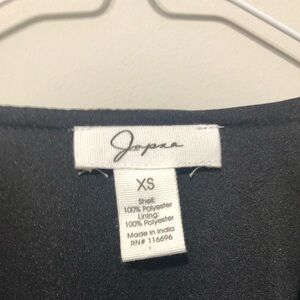 Japna
XS
Shell:
100% Polyester
Lining:
100% Polyester
Made in India
RN# 116696